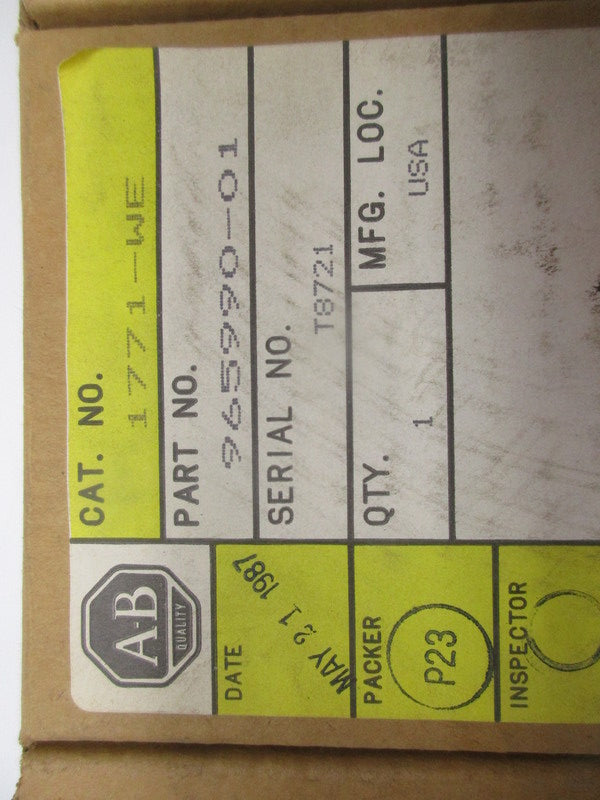 A-B
QUALITY
CAT. NO.
1771-WE
PART NO.
965990-01
SERIAL NO.
T8721
QTY.
1
MFG. LOC.
USA
DATE
MAY 21 1987
PACKER
P23
INSPECTOR